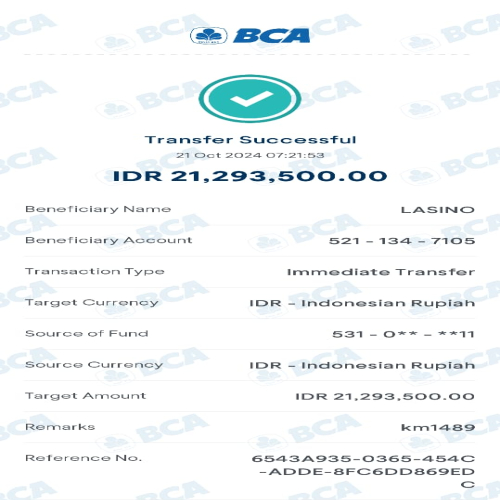 BCA
Transfer Successful
21 Oct 2024 07:21:53
IDR 21,293,500.00
Beneficiary Name LASINO
Beneficiary Account 521 - 134 - 7105
Transaction Type Immediate Transfer
Target Currency IDR - Indonesian Rupiah
Source of Fund 531 - 0** - **11
Source Currency IDR - Indonesian Rupiah
Target Amount IDR 21,293,500.00
Remarks km1489
Reference No. 6543A935-0365-454C
-ADDE-8FC6DD869ED
C